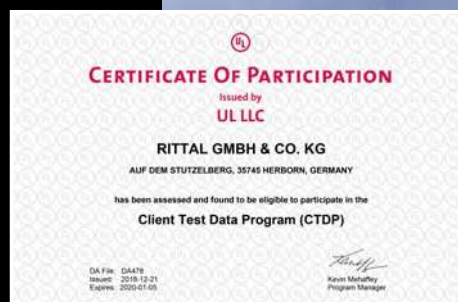 UL
CERTIFICATE OF PARTICIPATION
Issued by
UL LLC
RITTAL GMBH & CO. KG
AUF DEM STUTZELBERG, 35745 HERBORN, GERMANY
has been assessed and found to be eligible to participate in the
Client Test Data Program (CTDP)
DA File: DA478
Issued: 2018-12-21
Expires: 2020-01-05
Kevin Mehaffey
Program Manager